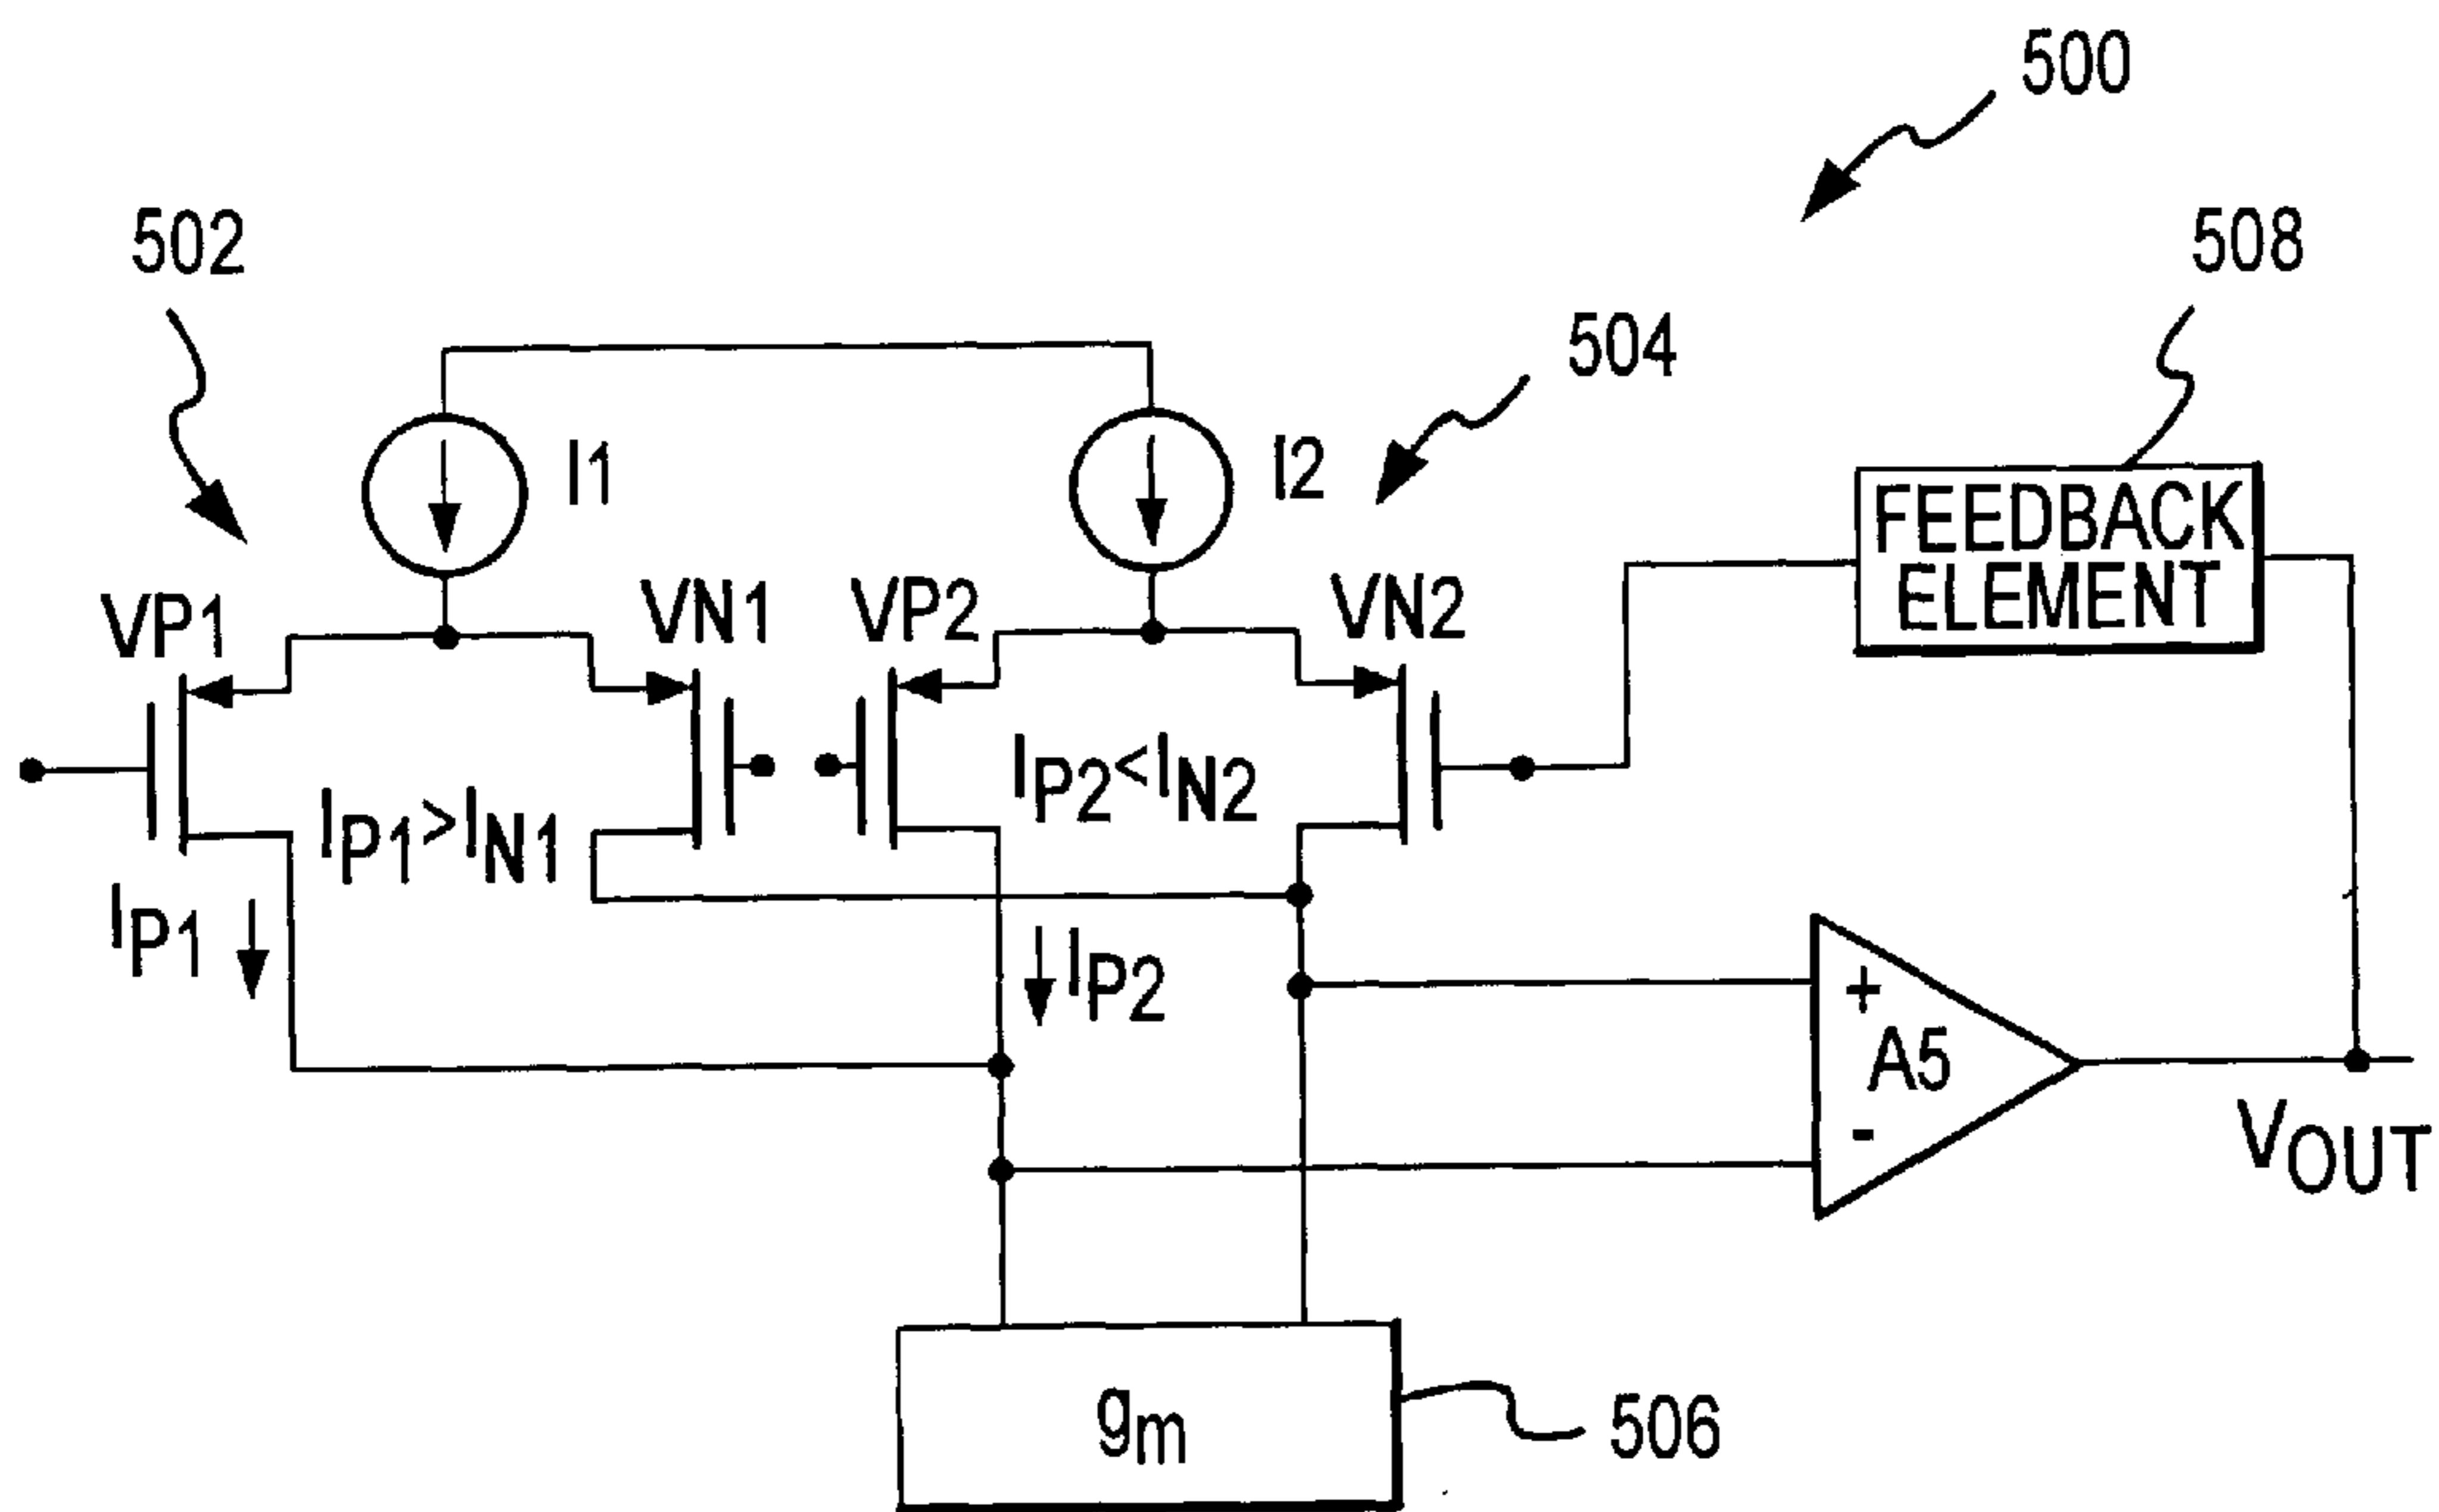 500
502
508
504
I1
I2
FEEDBACK
ELEMENT
VP1
VN1
VP2
VN2
IP1>IN1
IP2<IN2
IP1
IP2
+
A5
-
VOUT
gm
506